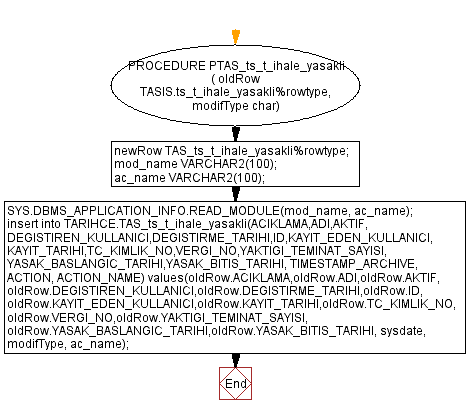 PROCEDURE PTAS_ts_t_ihale_yasakli
( oldRow
TASIS.ts_t_ihale_yasakli%rowtype,
modifType char)
newRow TAS_ts_t_ihale_yasakli%rowtype;
mod_name VARCHAR2(100);
ac_name VARCHAR2(100);
SYS.DBMS_APPLICATION_INFO.READ_MODULE(mod_name, ac_name);
insert into TARIHCE.TAS_ts_t_ihale_yasakli(ACIKLAMA,ADI,AKTIF,
DEGISTIREN_KULLANICI,DEGISTIRME_TARIHI,ID,KAYIT_EDEN_KULLANICI,
KAYIT_TARIHI,TC_KIMLIK_NO,VERGI_NO,YAKTIGI_TEMINAT_SAYISI,
YASAK_BASLANGIC_TARIHI,YASAK_BITIS_TARIHI, TIMESTAMP_ARCHIVE,
ACTION, ACTION_NAME) values(oldRow.ACIKLAMA,oldRow.ADI,oldRow.AKTIF,
oldRow.DEGISTIREN_KULLANICI,oldRow.DEGISTIRME_TARIHI,oldRow.ID,
oldRow.KAYIT_EDEN_KULLANICI,oldRow.KAYIT_TARIHI,oldRow.TC_KIMLIK_NO,
oldRow.VERGI_NO,oldRow.YAKTIGI_TEMINAT_SAYISI,
oldRow.YASAK_BASLANGIC_TARIHI,oldRow.YASAK_BITIS_TARIHI, sysdate,
modifType, ac_name);
End